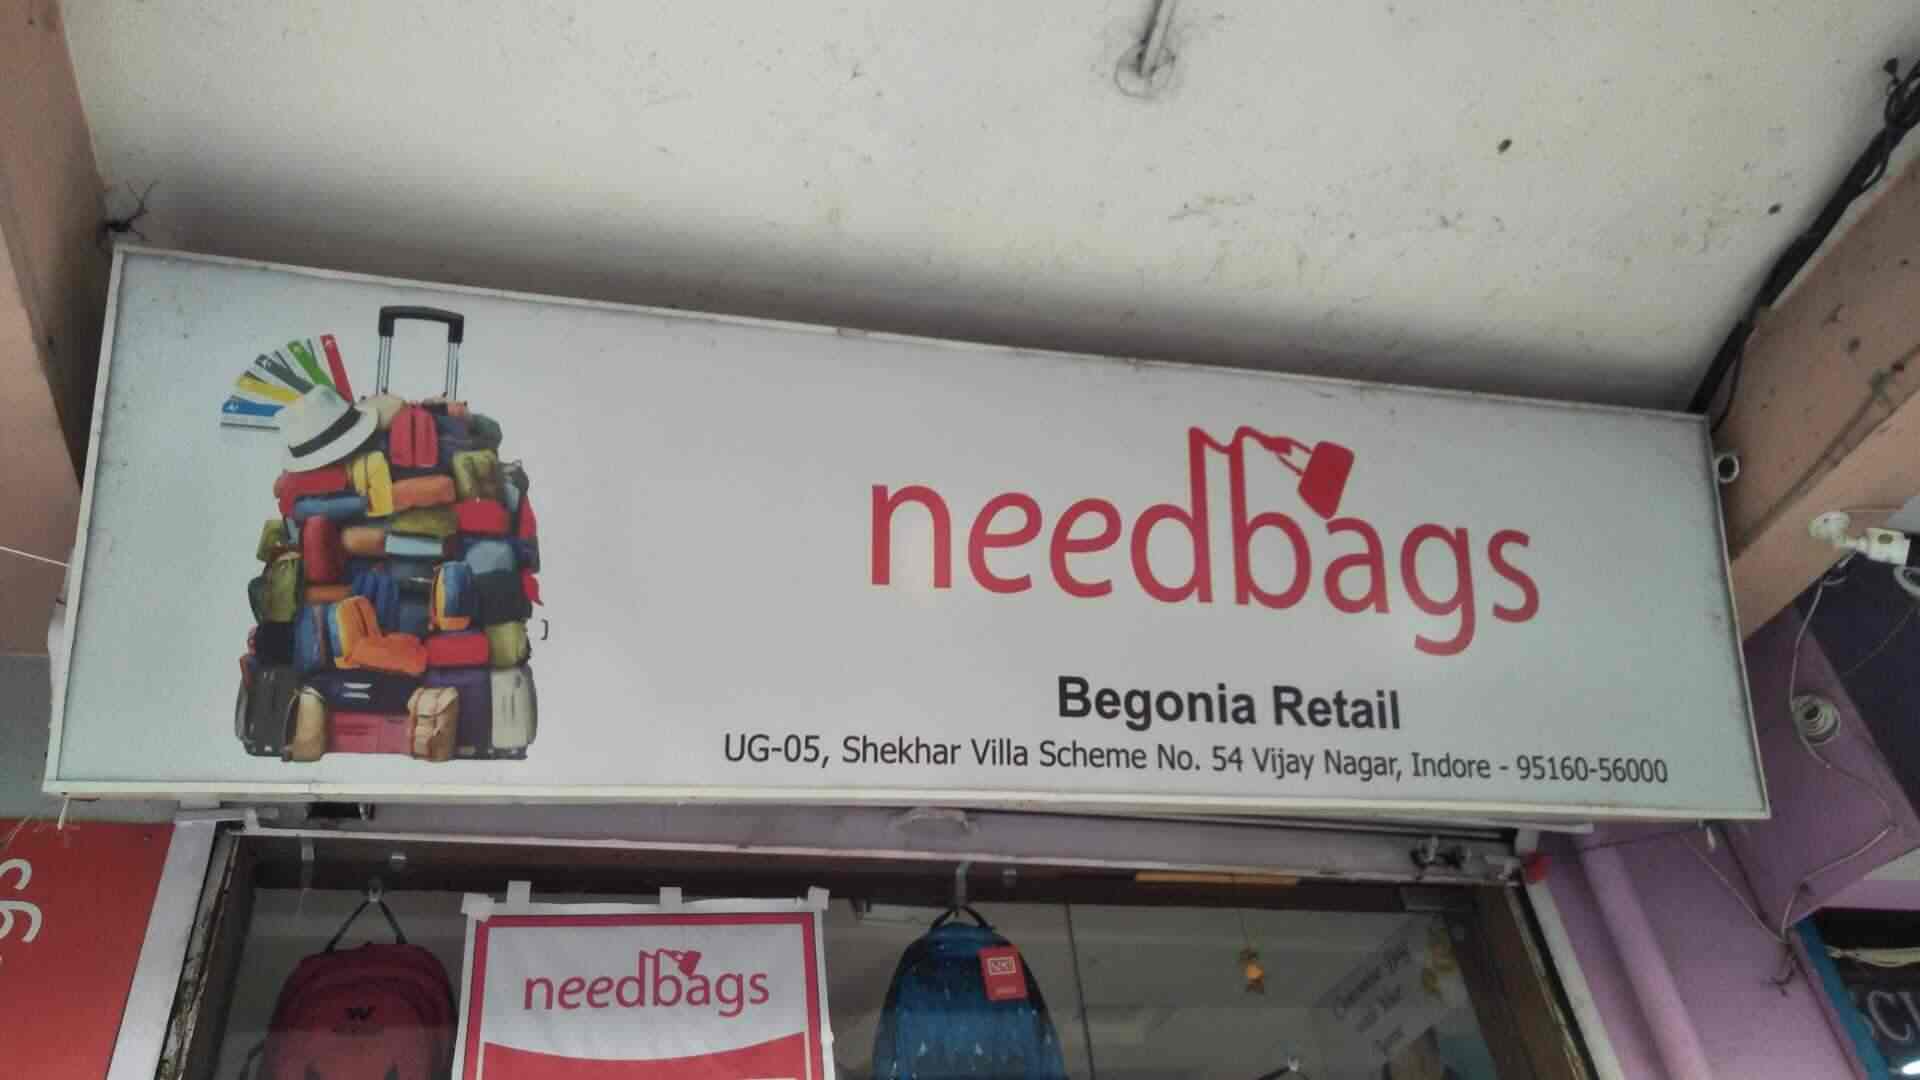 needbags
Begonia Retail
UG-05, Shekhar Villa Scheme No. 54 Vijay Nagar, Indore - 95160-56000
needbags
W